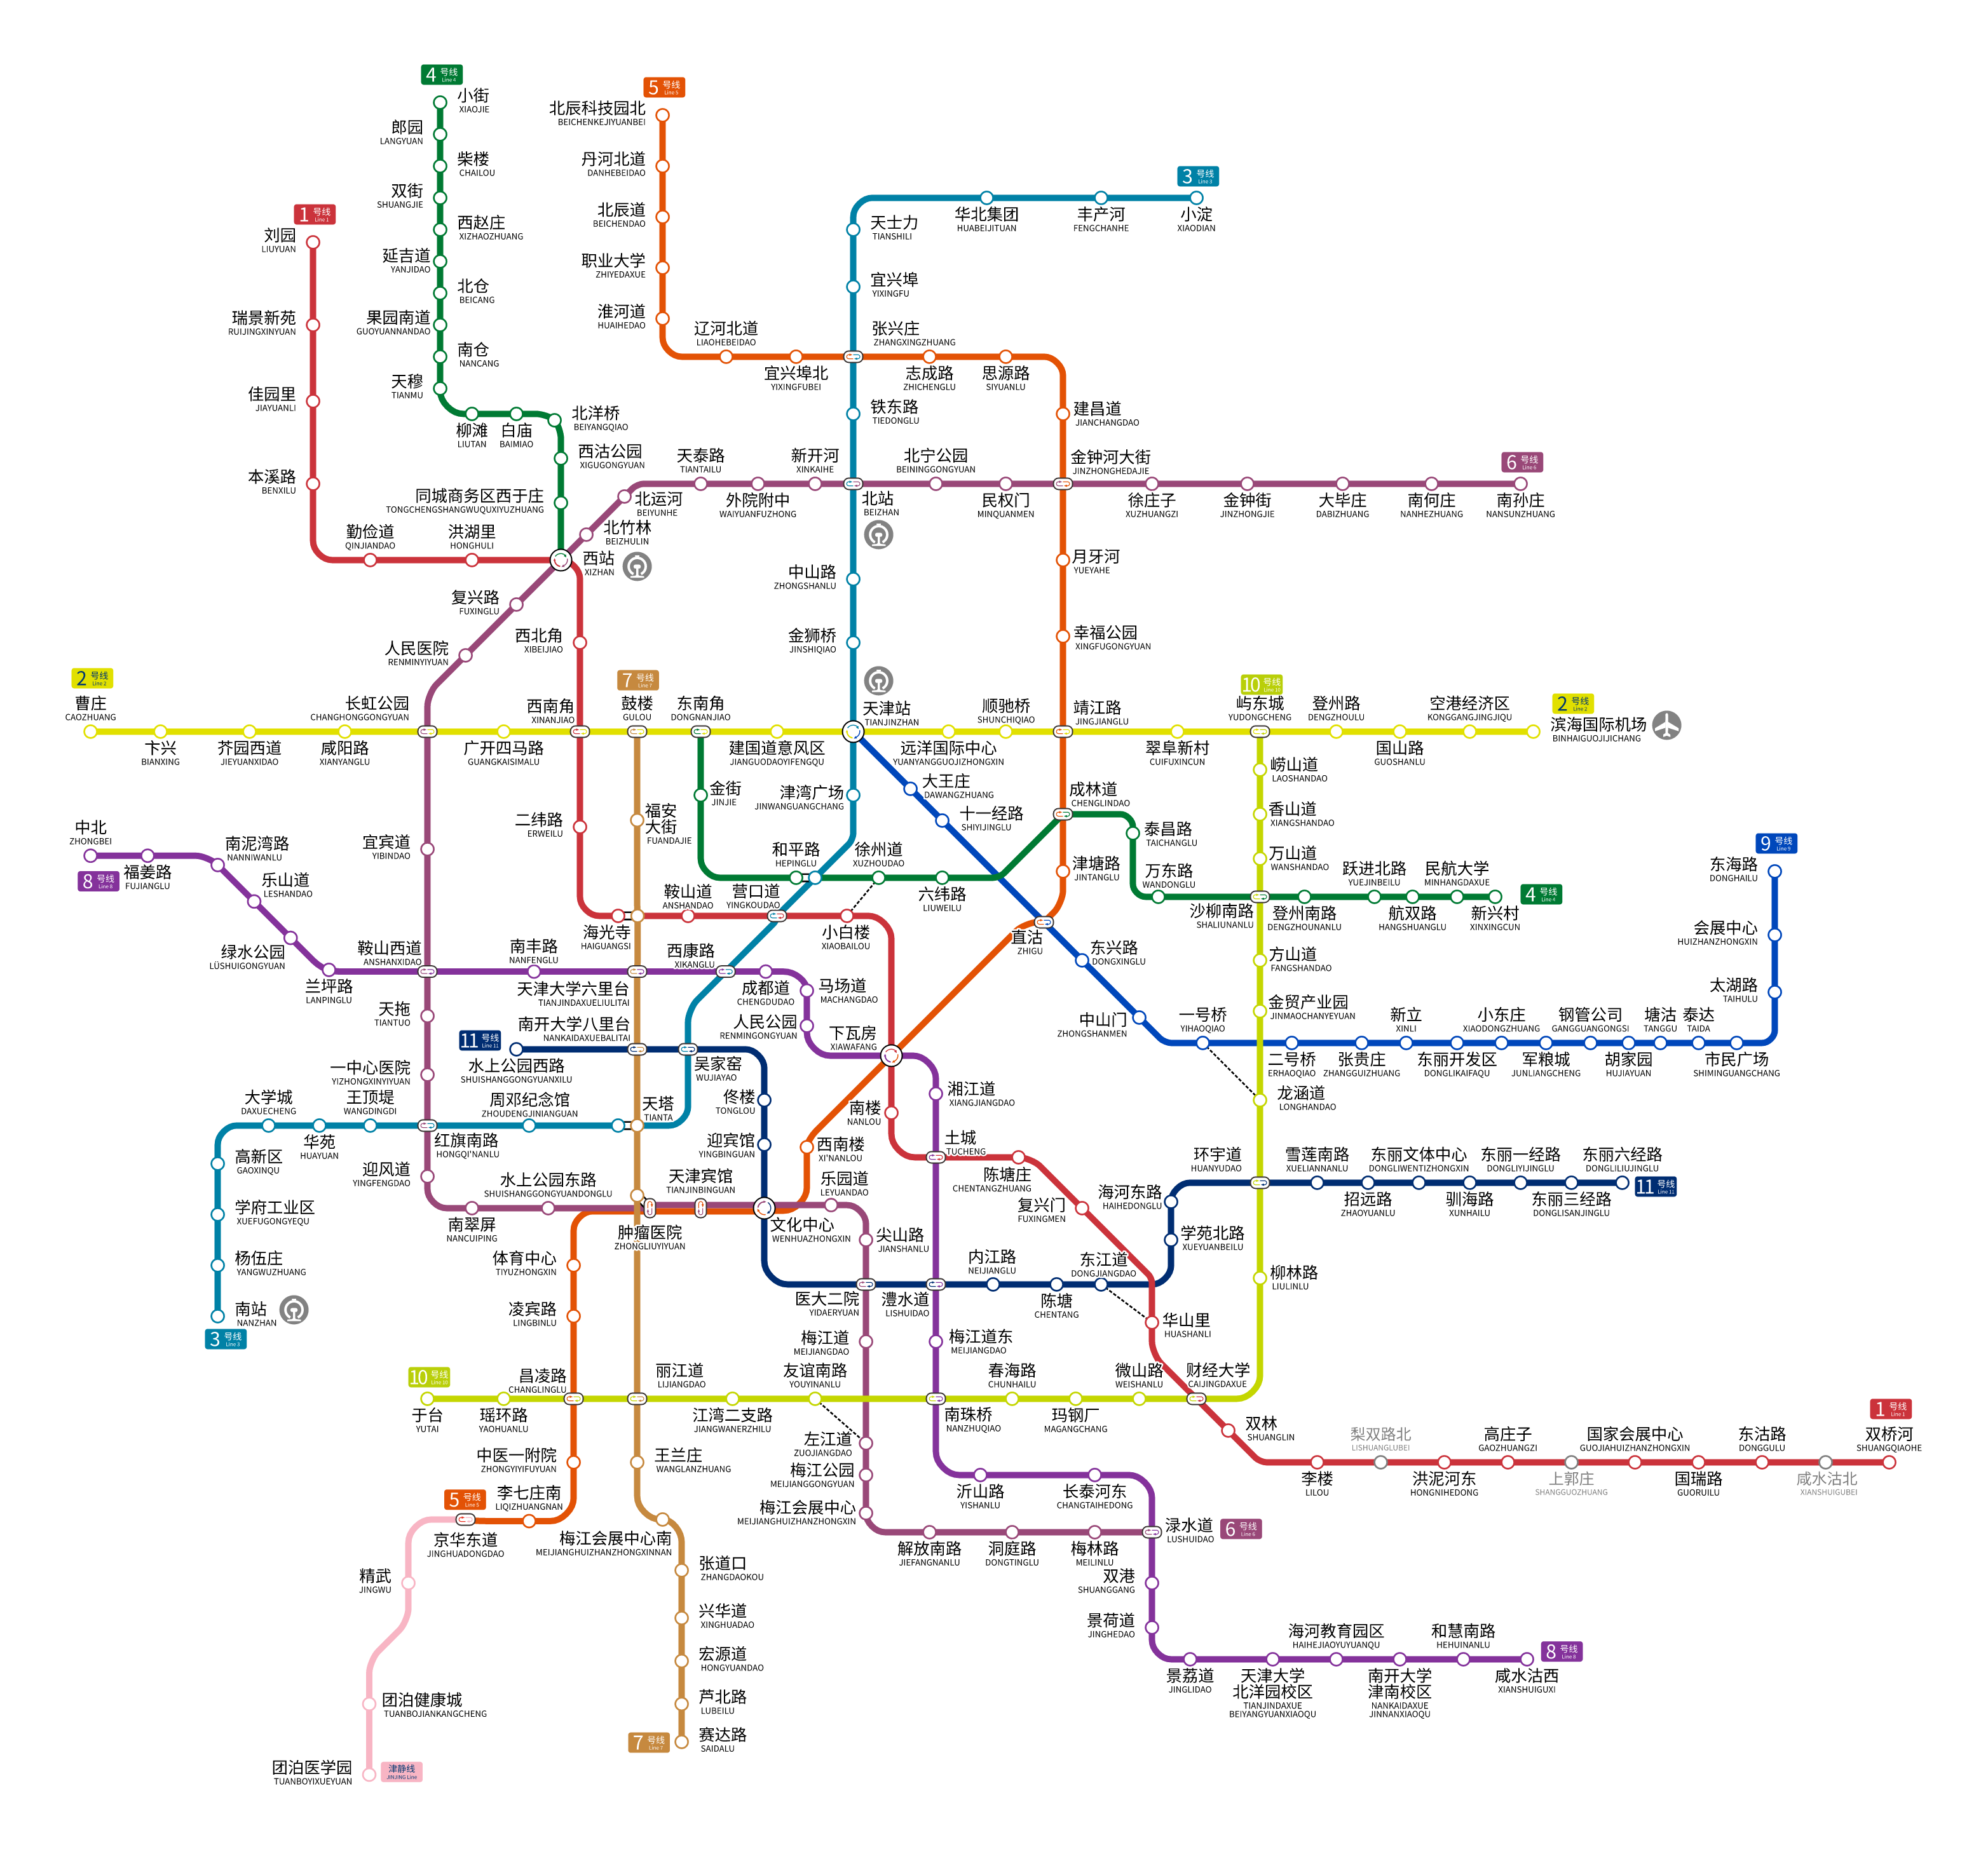 4 号线
Line 4
小街
XIAOJIE
郎园
LANGYUAN
柴楼
CHAILOU
双街
SHUANGJIE
西赵庄
XIZHAOZHUANG
延吉道
YANJIDAO
北仓
BEICANG
果园南道
GUOYUANNANDAO
南仓
NANCANG
天穆
TIANMU
柳滩
LIUTAN
白庙
BAIMIAO
北洋桥
BEIYANGQIAO
西沽公园
XIGUGONGYUAN
同城商务区西于庄
TONGCHENGSHANGWUQUXIYUZHUANG
5 号线
Line 5
北辰科技园北
BEICHENKEJIYUANBEI
丹河北道
DANHEBEIDAO
北辰道
BEICHENDAO
职业大学
ZHIYEDAXUE
淮河道
HUAIHEDAO
辽河北道
LIAOHEBEIDAO
宜兴埠北
YIXINGFUBEI
张兴庄
ZHANGXINGZHUANG
志成路
ZHICHENGLU
思源路
SIYUANLU
建昌道
JIANCHANGDAO
3 号线
Line 3
小淀
XIAODIAN
丰产河
FENGCHANHE
华北集团
HUABEIJITUAN
天士力
TIANSHILI
宜兴埠
YIXINGFU
铁东路
TIEDONGLU
1 号线
Line 1
刘园
LIUYUAN
瑞景新苑
RUIJINGXINYUAN
佳园里
JIAYUANLI
本溪路
BENXILU
勤俭道
QINJIANDAO
洪湖里
HONGHULI
西站
XIZHAN
北竹林
BEIZHULIN
北运河
BEIYUNHE
天泰路
TIANTAILU
外院附中
WAIYUANFUZHONG
新开河
XINKAIHE
北站
BEIZHAN
北宁公园
BEININGGONGYUAN
民权门
MINQUANMEN
金钟河大街
JINZHONGHEDAJIE
徐庄子
XUZHUANGZI
金钟街
JINZHONGJIE
大毕庄
DABIZHUANG
南何庄
NANHEZHUANG
南孙庄
NANSUNZHUANG
6 号线
Line 6
复兴路
FUXINGLU
人民医院
RENMINYIYUAN
西北角
XIBEIJIAO
中山路
ZHONGSHANLU
金狮桥
JINSHIQIAO
月牙河
YUEYAHE
幸福公园
XINGFUGONGYUAN
2 号线
Line 2
曹庄
CAOZHUANG
卞兴
BIANXING
芥园西道
JIEYUANXIDAO
咸阳路
XIANYANGLU
长虹公园
CHANGHONGGONGYUAN
广开四马路
GUANGKAISIMALU
西南角
XINANJIAO
7 号线
Line 7
鼓楼
GULOU
东南角
DONGNANJIAO
建国道意风区
JIANGUODAOYIFENGQU
天津站
TIANJINZHAN
远洋国际中心
YUANYANGGUOJIZHONGXIN
顺驰桥
SHUNCHIQIAO
靖江路
JINGJIANGLU
翠阜新村
CUIFUXINCUN
10 号线
Line 10
屿东城
YUDONGCHENG
登州路
DENGZHOULU
国山路
GUOSHANLU
空港经济区
KONGGANGJINGJIQU
2 号线
Line 2
滨海国际机场
BINHAIGUOJIJICHANG
金街
JINJIE
津湾广场
JINWANGUANGCHANG
大王庄
DAWANGZHUANG
十一经路
SHIYIJINGLU
成林道
CHENGLINDAO
崂山道
LAOSHANDAO
香山道
XIANGSHANDAO
万山道
WANSHANDAO
二纬路
ERWEILU
福安
大街
FUANDAJIE
宜宾道
YIBINDAO
和平路
HEPINGLU
徐州道
XUZHOUDAO
六纬路
LIUWEILU
津塘路
JINTANGLU
泰昌路
TAICHANGLU
万东路
WANDONGLU
沙柳南路
SHALIUNANLU
登州南路
DENGZHOUNANLU
跃进北路
YUEJINBEILU
航双路
HANGSHUANGLU
民航大学
MINHANGDAXUE
新兴村
XINXINGCUN
4 号线
Line 4
9 号线
Line 9
东海路
DONGHAILU
会展中心
HUIZHANZHONGXIN
太湖路
TAIHULU
中北
ZHONGBEI
8 号线
Line 8
福姜路
FUJIANGLU
南泥湾路
NANNIWANLU
乐山道
LESHANDAO
绿水公园
LÜSHUIGONGYUAN
兰坪路
LANPINGLU
鞍山西道
ANSHANXIDAO
南丰路
NANFENGLU
天津大学六里台
TIANJINDAXUELIULITAI
海光寺
HAIGUANGSI
鞍山道
ANSHANDAO
营口道
YINGKOUDAO
小白楼
XIAOBAILOU
西康路
XIKANGLU
成都道
CHENGDUDAO
马场道
MACHANGDAO
人民公园
RENMINGONGYUAN
下瓦房
XIAWAFANG
直沽
ZHIGU
东兴路
DONGXINGLU
中山门
ZHONGSHANMEN
一号桥
YIHAOQIAO
二号桥
ERHAOQIAO
张贵庄
ZHANGGUIZHUANG
新立
XINLI
东丽开发区
DONGLIKAIFAQU
小东庄
XIAODONGZHUANG
军粮城
JUNLIANGCHENG
钢管公司
GANGGUANGONGSI
胡家园
HUJIAYUAN
塘沽
TANGGU
泰达
TAIDA
市民广场
SHIMINGUANGCHANG
方山道
FANGSHANDAO
金贸产业园
JINMAOCHANYEYUAN
龙涵道
LONGHANDAO
天拖
TIANTUO
一中心医院
YIZHONGXINYIYUAN
11 号线
Line 11
水上公园西路
SHUISHANGGONGYUANXILU
南开大学八里台
NANKAIDAXUEBALITAI
吴家窑
WUJIAYAO
佟楼
TONGLOU
迎宾馆
YINGBINGUAN
大学城
DAXUECHENG
华苑
HUAYUAN
王顶堤
WANGDINGDI
红旗南路
HONGQI'NANLU
周邓纪念馆
ZHOUDENGJINIANGUAN
天塔
TIANTA
高新区
GAOXINQU
学府工业区
XUEFUGONGYEQU
杨伍庄
YANGWUZHUANG
南站
NANZHAN
3 号线
Line 3
迎风道
YINGFENGDAO
南翠屏
NANCUIPING
水上公园东路
SHUISHANGGONGYUANDONGLU
肿瘤医院
ZHONGLIUYIYUAN
天津宾馆
TIANJINBINGUAN
文化中心
WENHUAZHONGXIN
乐园道
LEYUANDAO
西南楼
XI'NANLOU
南楼
NANLOU
湘江道
XIANGJIANGDAO
土城
TUCHENG
陈塘庄
CHENTANGZHUANG
复兴门
FUXINGMEN
海河东路
HAIHEDONGLU
学苑北路
XUEYUANBEILU
环宇道
HUANYUDAO
雪莲南路
XUELIANNANLU
招远路
ZHAOYUANLU
东丽文体中心
DONGLIWENTIZHONGXIN
驯海路
XUNHAILU
东丽一经路
DONGLIYIJINGLU
东丽三经路
DONGLISANJINGLU
东丽六经路
DONGLILIUJINGLU
11 号线
Line 11
体育中心
TIYUZHONGXIN
凌宾路
LINGBINLU
尖山路
JIANSHANLU
医大二院
YIDAERYUAN
澧水道
LISHUIDAO
内江路
NEIJIANGLU
陈塘
CHENTANG
东江道
DONGJIANGDAO
华山里
HUASHANLI
柳林路
LIULINLU
梅江道
MEIJIANGDAO
梅江道东
MEIJIANGDAO
10 号线
Line 10
于台
YUTAI
瑶环路
YAOHUANLU
昌凌路
CHANGLINGLU
丽江道
LIJIANGDAO
江湾二支路
JIANGWANERZHILU
友谊南路
YOUYINANLU
南珠桥
NANZHUQIAO
春海路
CHUNHAILU
玛钢厂
MAGANGCHANG
微山路
WEISHANLU
财经大学
CAIJINGDAXUE
双林
SHUANGLIN
李楼
LILOU
梨双路北
LISHUANGLUBEI
洪泥河东
HONGNIHEDONG
高庄子
GAOZHUANGZI
上郭庄
SHANGGUOZHUANG
国家会展中心
GUOJIAHUIZHANZHONGXIN
国瑞路
GUORUILU
东沽路
DONGGULU
咸水沽北
XIANSHUIGUBEI
1 号线
Line 1
双桥河
SHUANGQIAOHE
中医一附院
ZHONGYIYIFUYUAN
王兰庄
WANGLANZHUANG
左江道
ZUOJIANGDAO
梅江公园
MEIJIANGGONGYUAN
梅江会展中心
MEIJIANGHUIZHANZHONGXIN
沂山路
YISHANLU
长泰河东
CHANGTAIHEDONG
5 号线
Line 5
李七庄南
LIQIZHUANGNAN
京华东道
JINGHUADONGDAO
梅江会展中心南
MEIJIANGHUIZHANZHONGXINNAN
解放南路
JIEFANGNANLU
洞庭路
DONGTINGLU
梅林路
MEILINLU
渌水道
LUSHUIDAO
6 号线
Line 6
精武
JINGWU
张道口
ZHANGDAOKOU
兴华道
XINGHUADAO
宏源道
HONGYUANDAO
芦北路
LUBEILU
赛达路
SAIDALU
7 号线
Line 7
双港
SHUANGGANG
景荷道
JINGHEDAO
景荔道
JINGLIDAO
天津大学
北洋园校区
TIANJINDAXUE
BEIYANGYUANXIAOQU
海河教育园区
HAIHEJIAOYUYUANQU
南开大学
津南校区
NANKAIDAXUE
JINNANXIAOQU
和慧南路
HEHUINANLU
咸水沽西
XIANSHUIGUXI
8 号线
Line 8
团泊健康城
TUANBOJIANKANGCHENG
团泊医学园
TUANBOYIXUEYUAN
津静线
JINJING Line